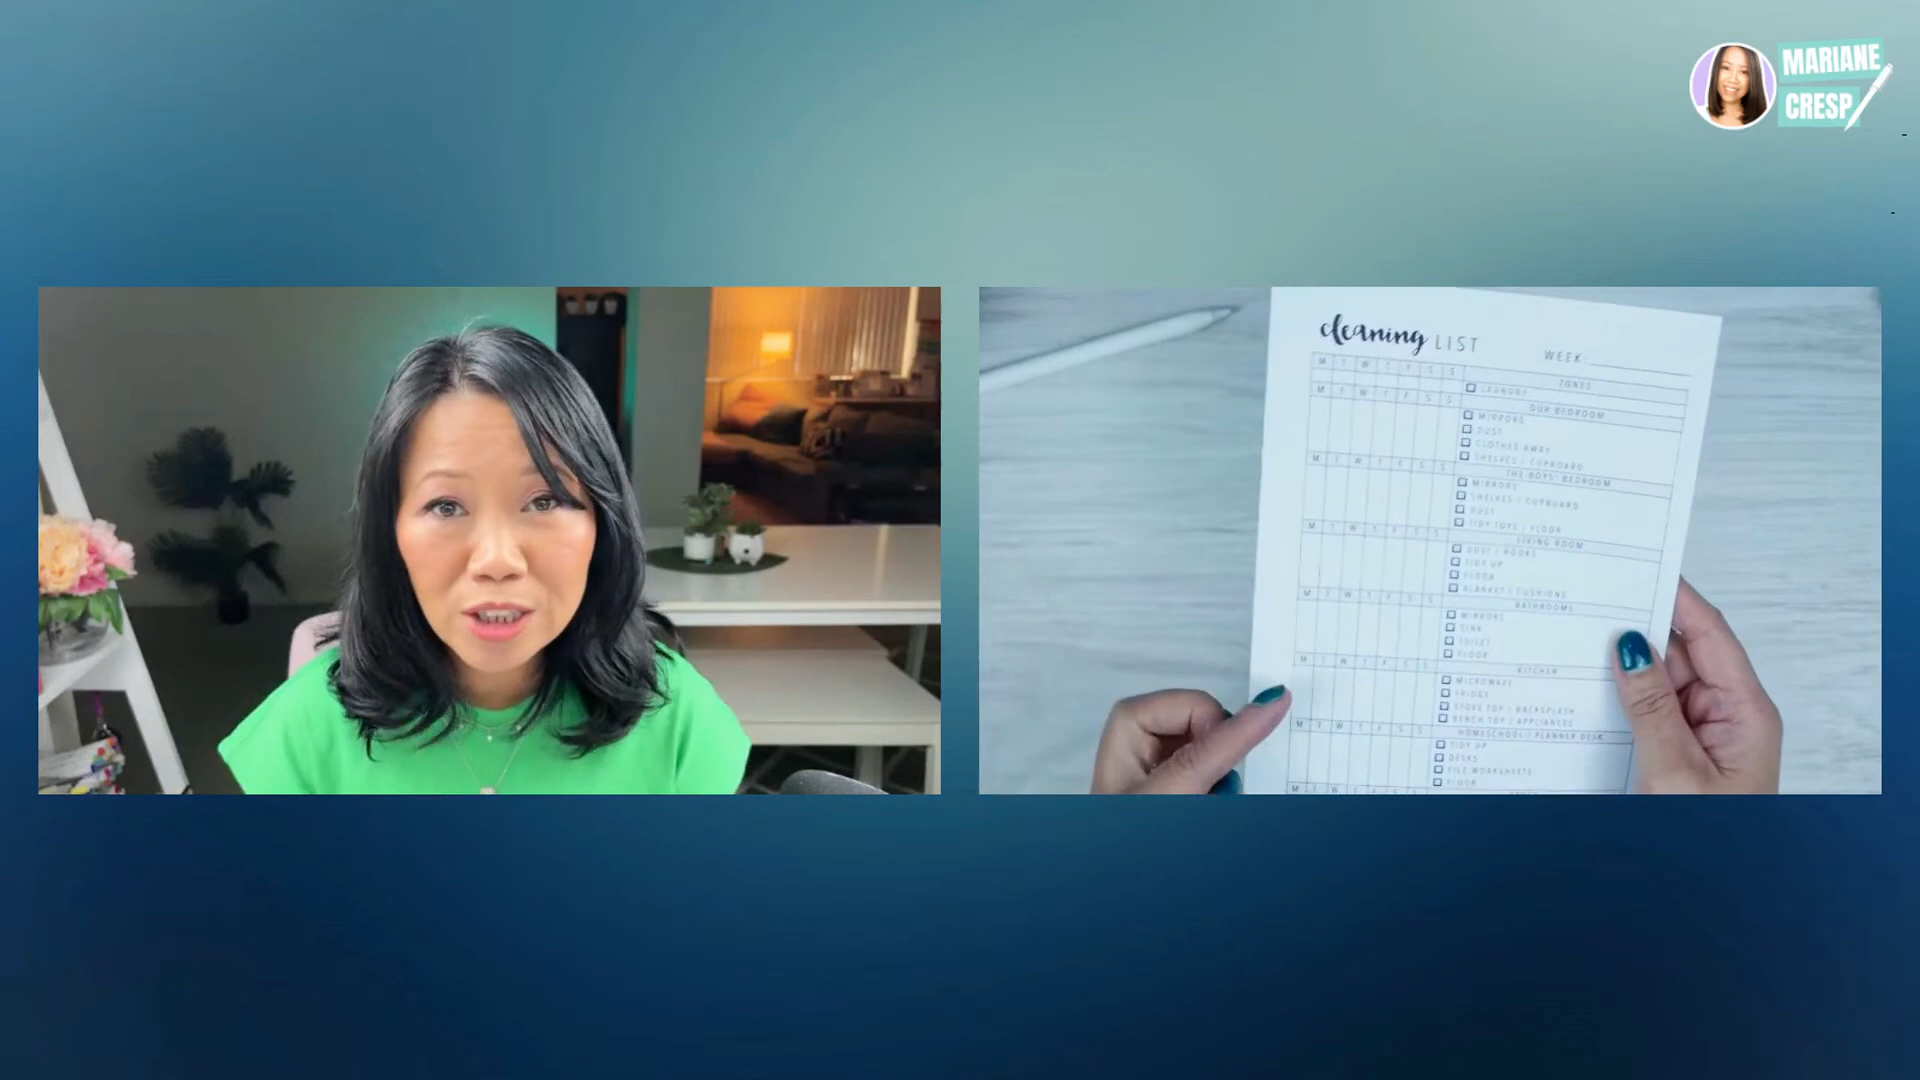 MARIANE
CRESP
cleaning LIST
WEEK:
M T W T F S S
ZONES
LAUNDRY
M T W T F S S
OUR BEDROOM
MIRRORS
DUST
CLOTHES AWAY
SHELVES / CUPBOARD
M T W T F S S
THE BOYS' BEDROOM
MIRRORS
SHELVES / CUPBOARD
DUST
TIDY TOYS / FLOOR
M T W T F S S
LIVING ROOM
DUST / NOOKS
TIDY UP
FLOOR
BLANKET / CUSHIONS
M T W T F S S
BATHROOMS
MIRRORS
SINK
TOILET
FLOOR
M T W T F S S
KITCHEN
MICROWAVE
FRIDGE
STOVE TOP / BACKSPLASH
BENCH TOP / APPLIANCES
M T W T F S S
HOMESCHOOL / PLANNER DESK
TIDY UP
DESKS
FILE WORKSHEETS
FLOOR
M T W T F S S